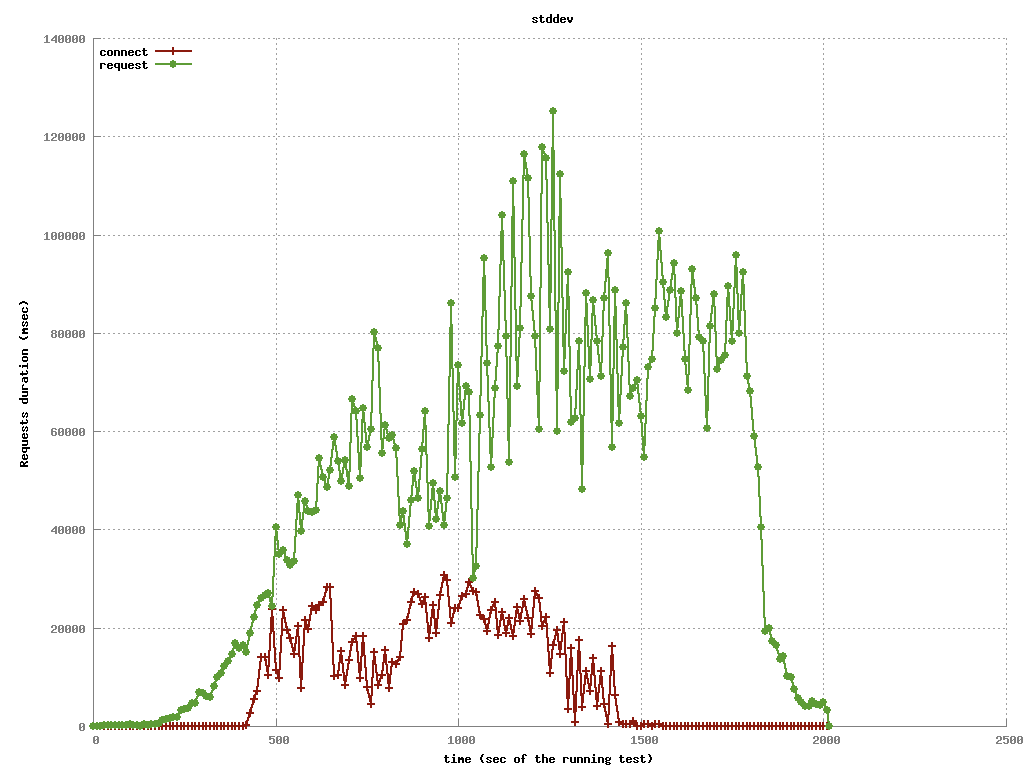 stddev
140000
connect
request
120000
100000
80000
60000
40000
20000
0
Requests duration (msec)
0 500 1000 1500 2000 2500
time (sec of the running test)